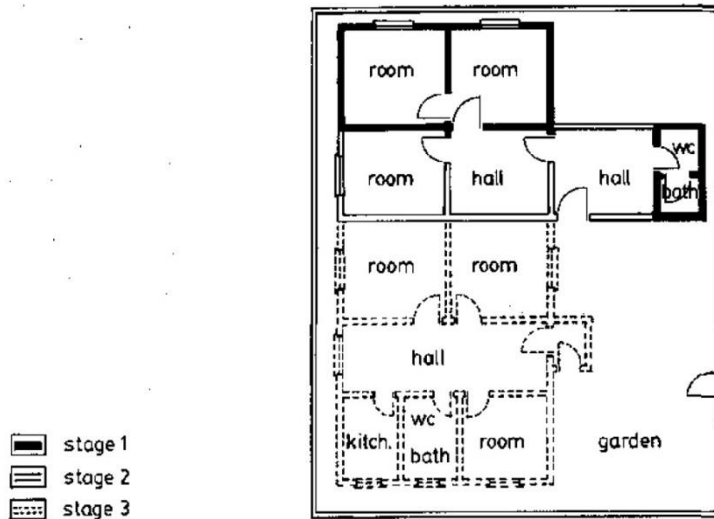 room room
wc
room hall hall
bath
room room
hall
wc
kitch. room garden
bath
stage 1
stage 2
stage 3